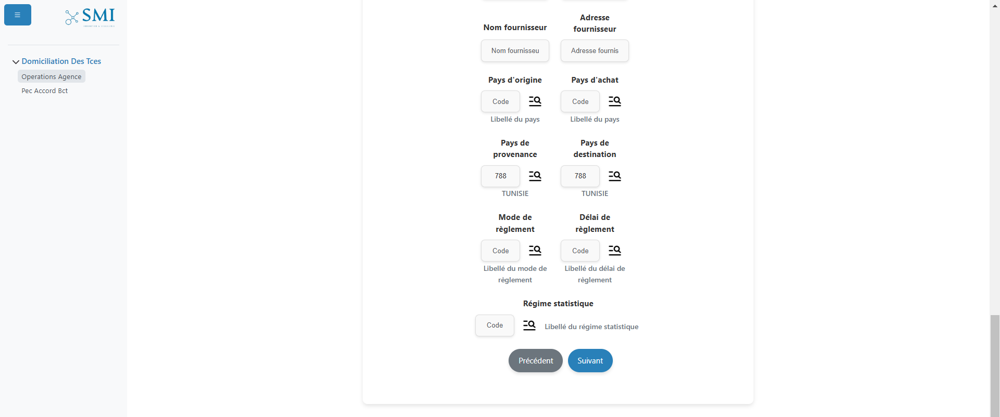 ☰
SMI
INNOVATION & EXCELLENCE
Domiciliation Des Tces
Operations Agence
Pec Accord Bct
Nom fournisseur
Adresse
fournisseur
Nom fournisseu
Adresse fournis
Pays d'origine
Pays d'achat
Code
Code
Libellé du pays
Libellé du pays
Pays de
provenance
Pays de
destination
788
788
TUNISIE
TUNISIE
Mode de
règlement
Délai de
règlement
Code
Code
Libellé du mode de
règlement
Libellé du délai de
règlement
Régime statistique
Code
Libellé du régime statistique
Précédent
Suivant